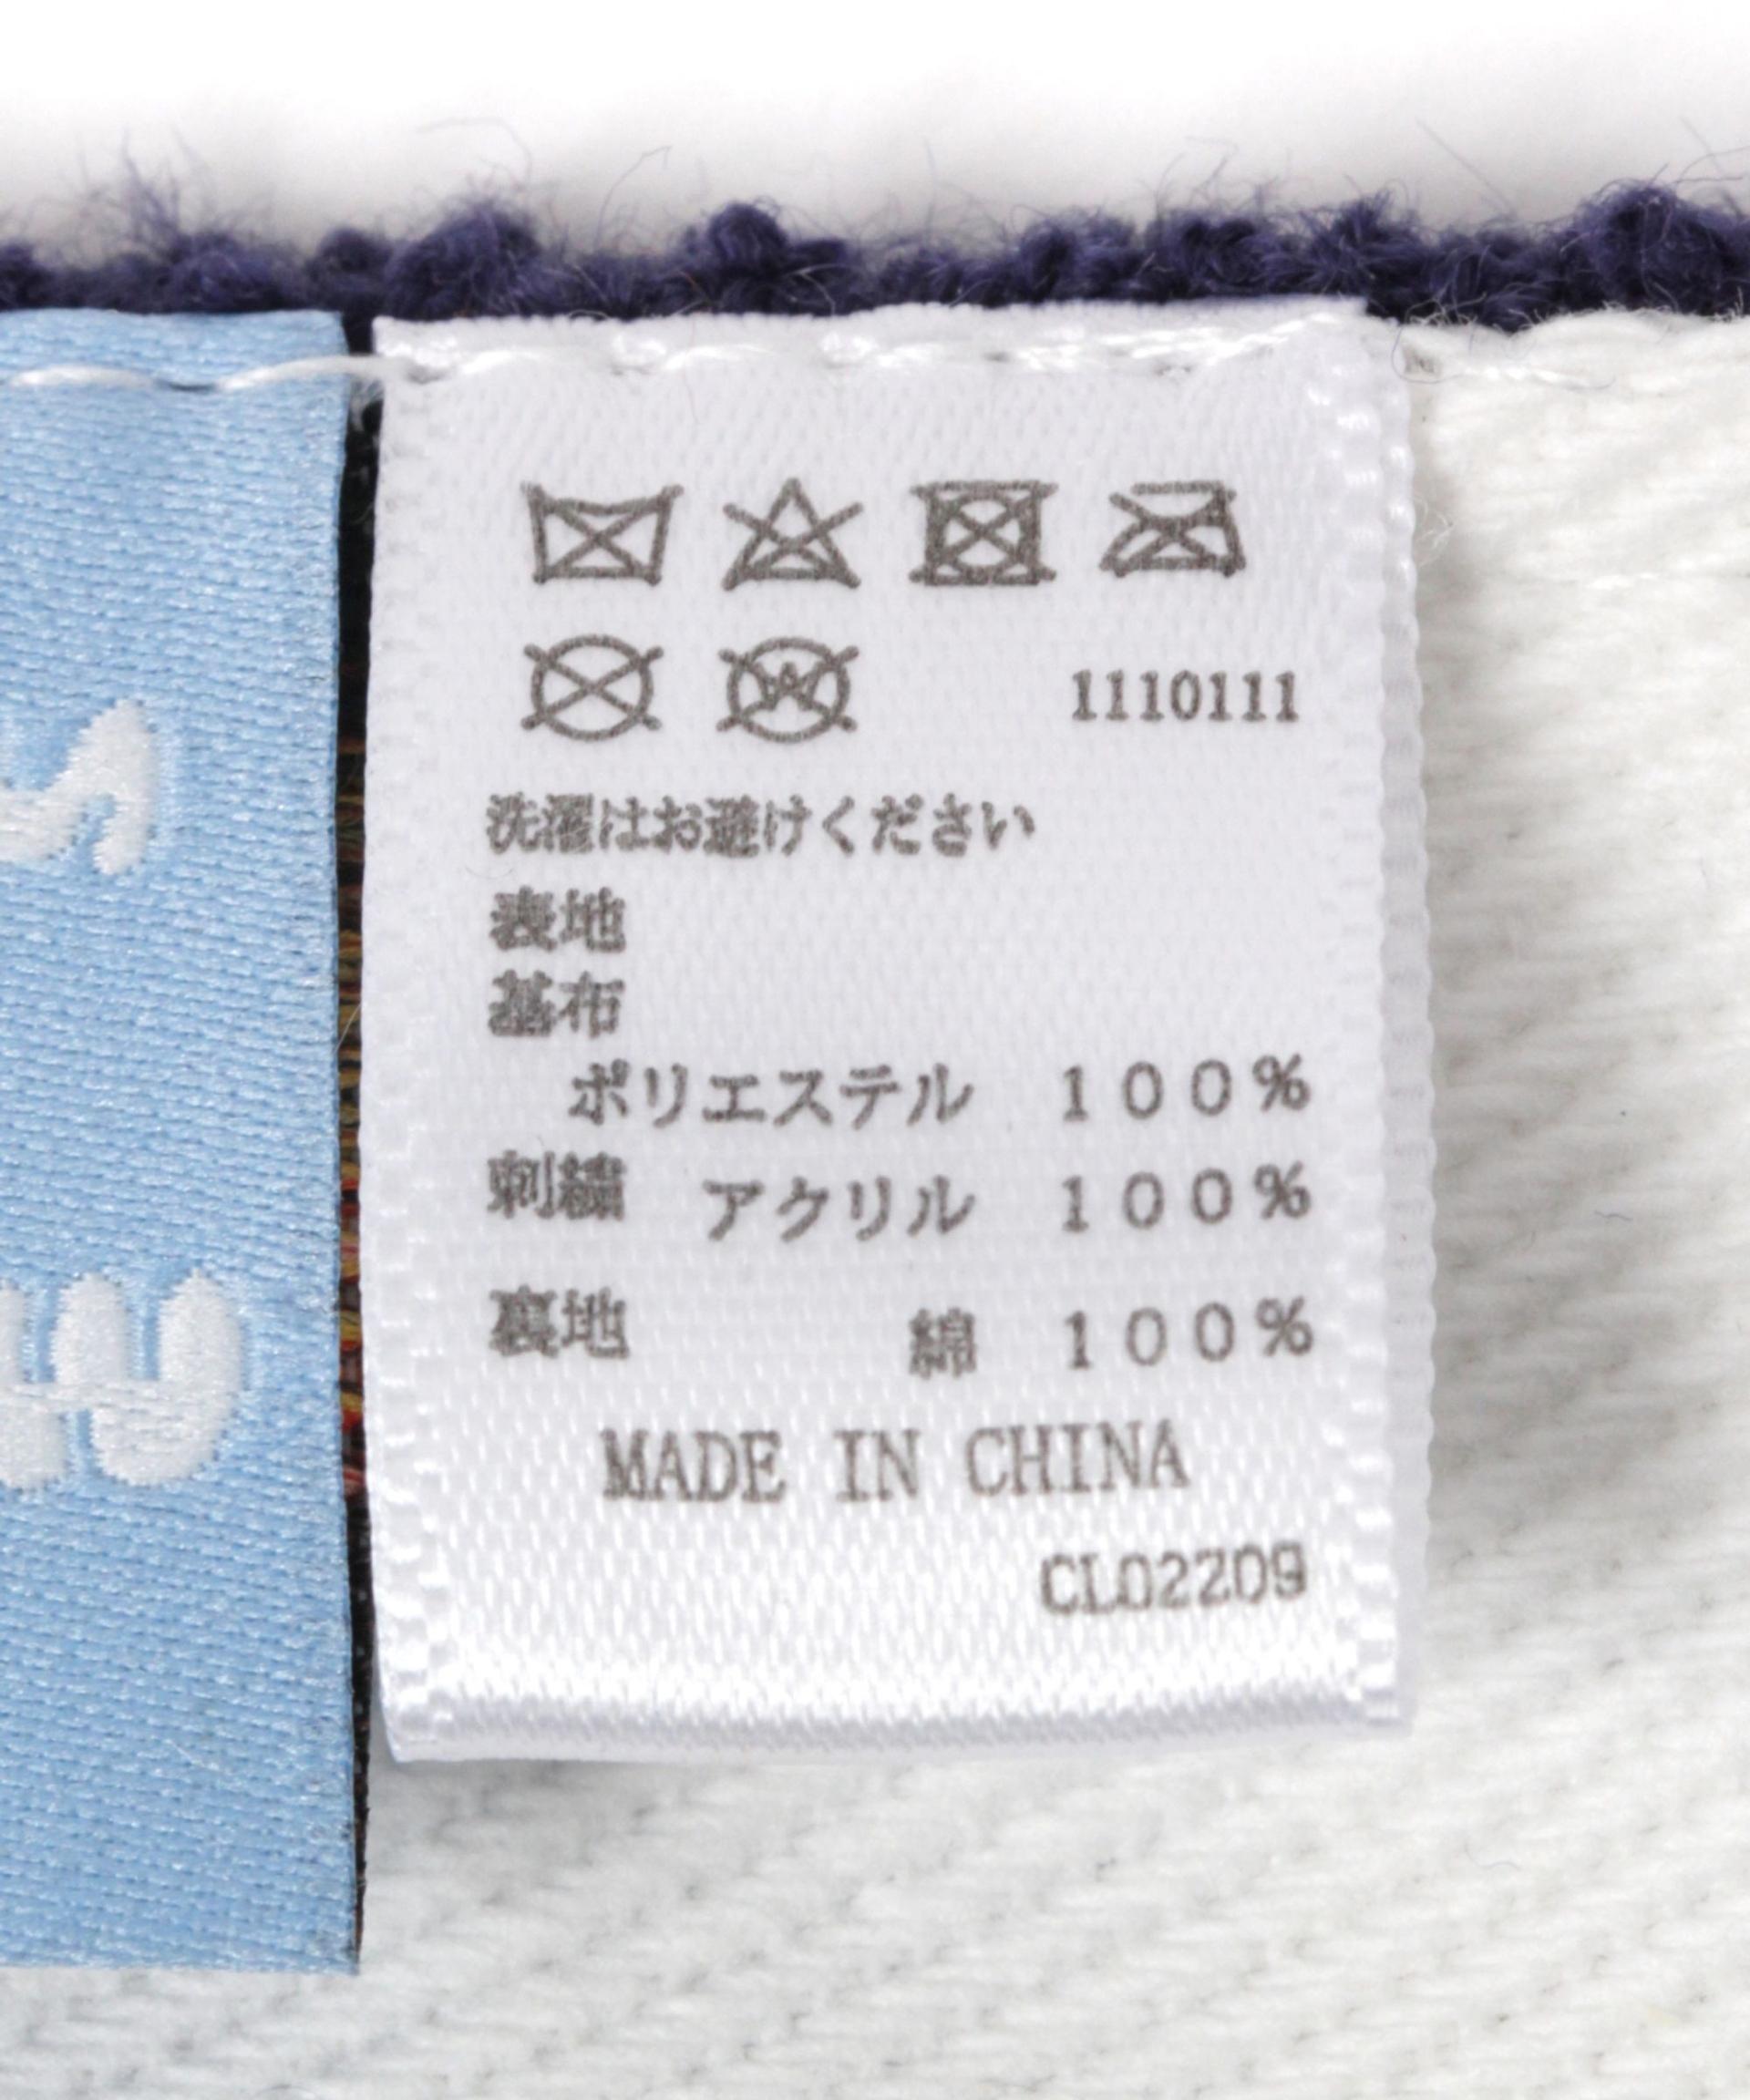 W
1110111
洗濯はお避けください
表地
基布
ポリエステル 100%
刺繍 アクリル 100%
裏地 綿 100%
MADE IN CHINA
CL02209